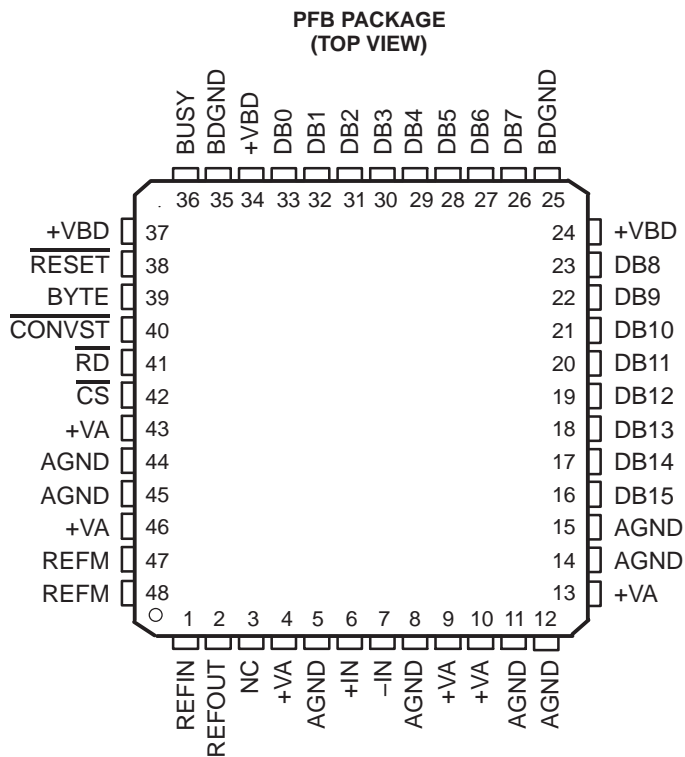 PFB PACKAGE
(TOP VIEW)
BUSY BDGND +VBD DB0 DB1 DB2 DB3 DB4 DB5 DB6 DB7 BDGND
36 35 34 33 32 31 30 29 28 27 26 25
+VBD 37 24 +VBD
RESET 38 23 DB8
BYTE 39 22 DB9
CONVST 40 21 DB10
RD 41 20 DB11
CS 42 19 DB12
+VA 43 18 DB13
AGND 44 17 DB14
AGND 45 16 DB15
+VA 46 15 AGND
REFM 47 14 AGND
REFM 48 13 +VA
1 2 3 4 5 6 7 8 9 10 11 12
REFIN REFOUT NC +VA AGND +IN −IN AGND +VA +VA AGND AGND